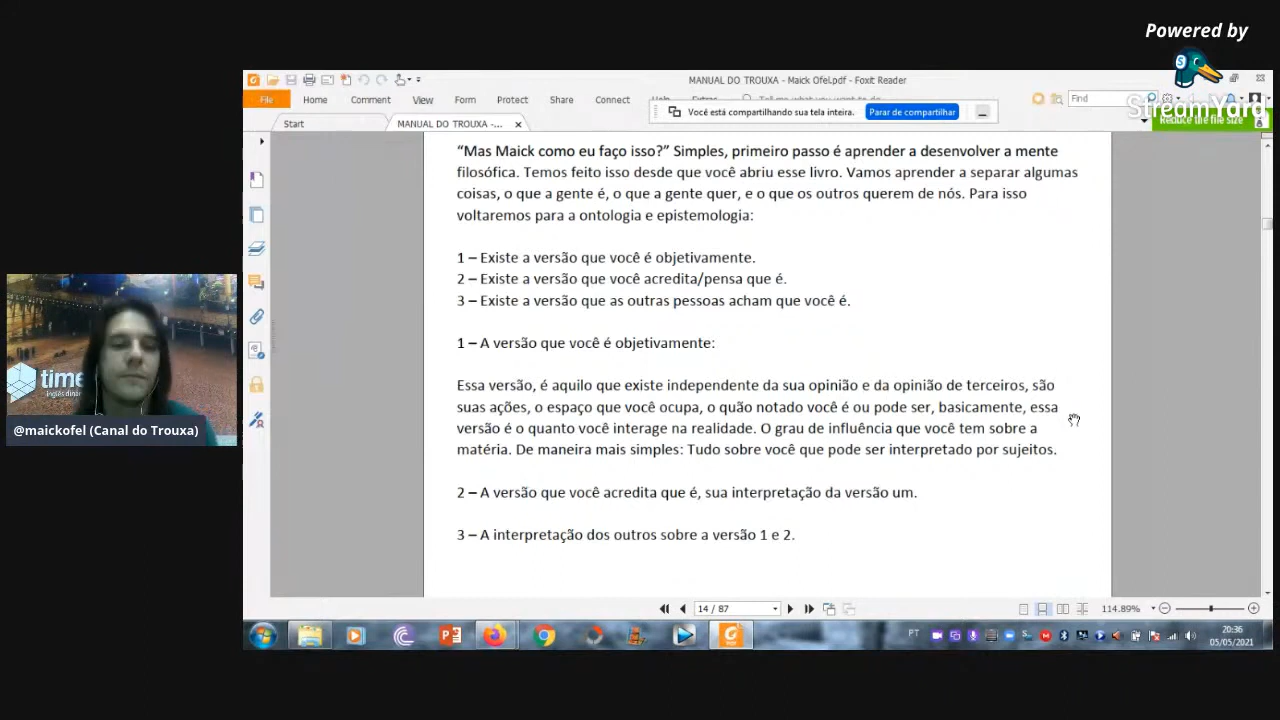 Powered by
StreamYard
MANUAL DO TROUXA - Maick Ofel.pdf - Foxit Reader
File Home Comment View Form Protect Share Connect
Find
Você está compartilhando sua tela inteira. Parar de compartilhar
Reduce the file size
Start MANUAL DO TROUXA -...
“Mas Maick como eu faço isso?” Simples, primeiro passo é aprender a desenvolver a mente
filosófica. Temos feito isso desde que você abriu esse livro. Vamos aprender a separar algumas
coisas, o que a gente é, o que a gente quer, e o que os outros querem de nós. Para isso
voltaremos para a ontologia e epistemologia:
1 – Existe a versão que você é objetivamente.
2 – Existe a versão que você acredita/pensa que é.
3 – Existe a versão que as outras pessoas acham que você é.
1 – A versão que você é objetivamente:
Essa versão, é aquilo que existe independente da sua opinião e da opinião de terceiros, são
suas ações, o espaço que você ocupa, o quão notado você é ou pode ser, basicamente, essa
versão é o quanto você interage na realidade. O grau de influência que você tem sobre a
matéria. De maneira mais simples: Tudo sobre você que pode ser interpretado por sujeitos.
2 – A versão que você acredita que é, sua interpretação da versão um.
3 – A interpretação dos outros sobre a versão 1 e 2.
time
@maickofel (Canal do Trouxa)
14 / 87
114.89%
PT
20:36
05/05/2021